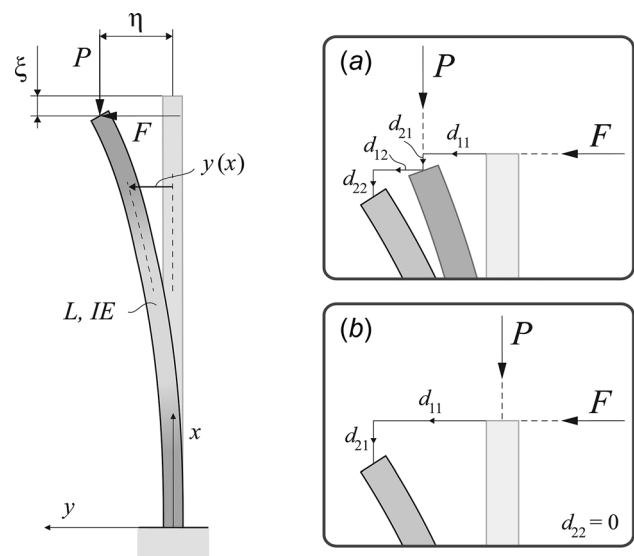 η
P
ξ
F
y(x)
L, IE
x
y
(a)
P
d21
d11
d12
F
d22
(b)
P
d11
F
d21
d22 = 0